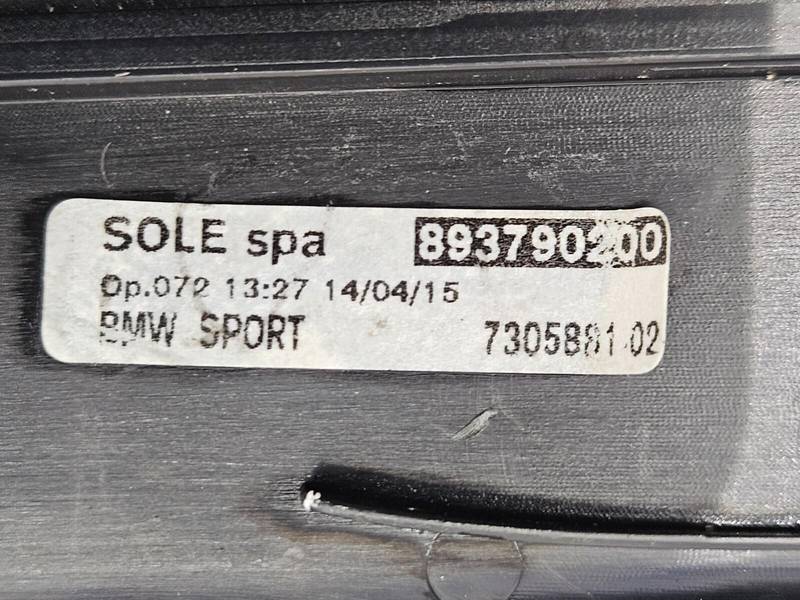 SOLE spa 893790200
Op.072 13:27 14/04/15
BMW SPORT 7305881-02